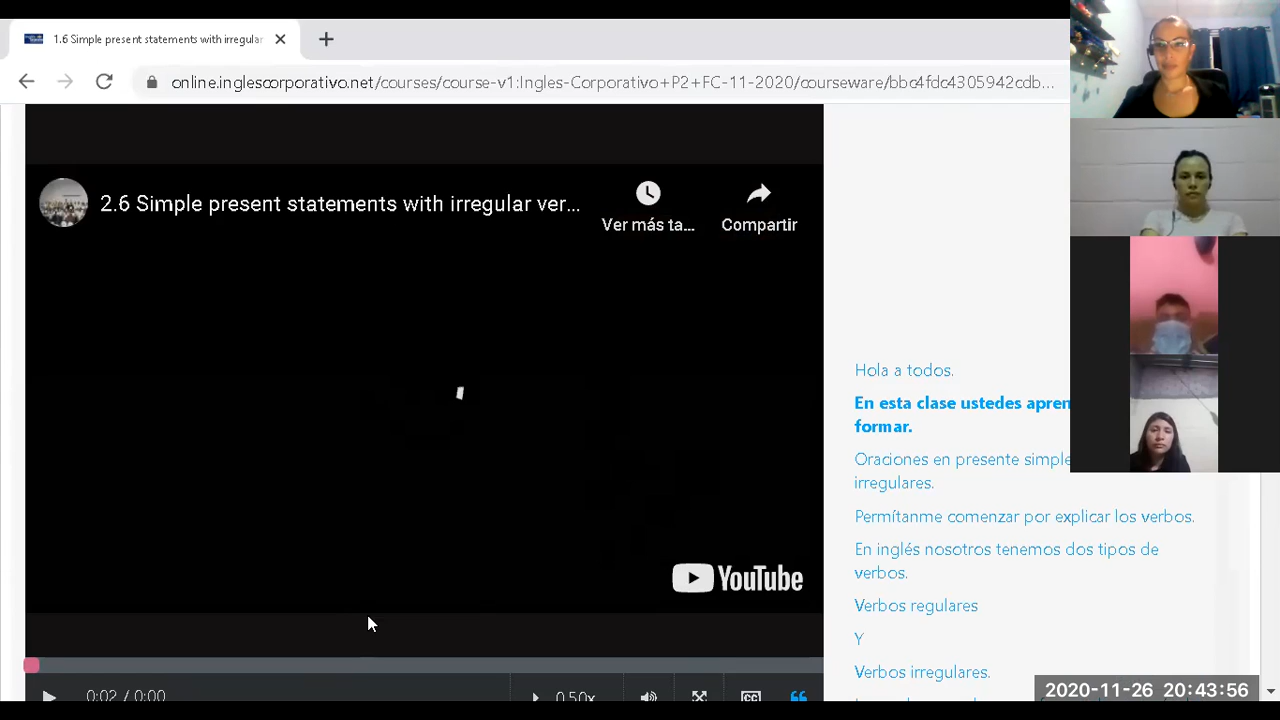 1.6 Simple present statements with irregular
online.inglescorporativo.net/courses/course-v1:Ingles-Corporativo+P2+FC-11-2020/courseware/bbc4fdc4305942cdb...
2.6 Simple present statements with irregular ver...
Ver más ta...
Compartir
YouTube
0:02 / 0:00
0.50x
CC
Hola a todos.
En esta clase ustedes
formar.
Oraciones en presente simple
irregulares.
Permítanme comenzar por explicar los verbos.
En inglés nosotros tenemos dos tipos de
verbos.
Verbos regulares
Y
Verbos irregulares.
2020-11-26 20:43:56